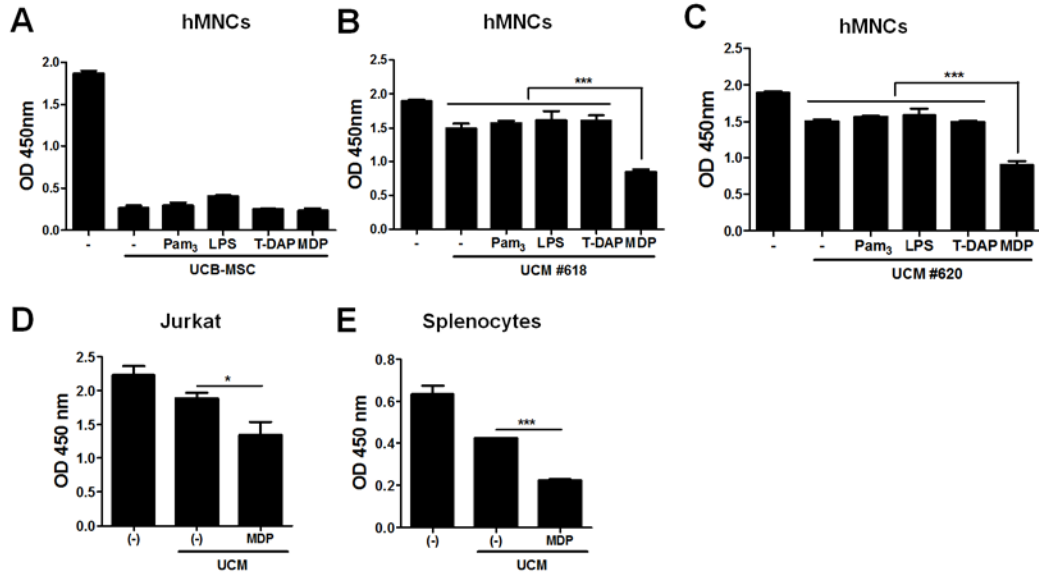 A
hMNCs
OD 450nm
2.0
1.5
1.0
0.5
0.0
- - Pam3 LPS T-DAP MDP
UCB-MSC
B
hMNCs
OD 450nm
2.5
2.0
1.5
1.0
0.5
0.0
***
- - Pam3 LPS T-DAP MDP
UCM #618
C
hMNCs
OD 450nm
2.5
2.0
1.5
1.0
0.5
0.0
***
- - Pam3 LPS T-DAP MDP
UCM #620
D
Jurkat
OD 450 nm
2.5
2.0
1.5
1.0
0.5
0.0
*
(-) (-) MDP
UCM
E
Splenocytes
OD 450 nm
0.8
0.6
0.4
0.2
0.0
***
(-) (-) MDP
UCM